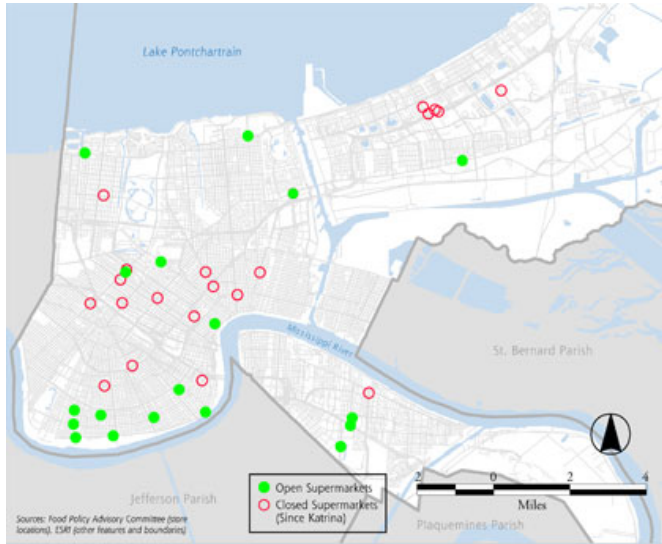 Lake Pontchartrain
Mississippi River
St. Bernard Parish
Open Supermarkets
Closed Supermarkets
(Since Katrina)
2 0 2 4
Miles
Jefferson Parish
Plaquemines Parish
Sources: Food Policy Advisory Committee (store
locations), ESRI (other features and boundaries)